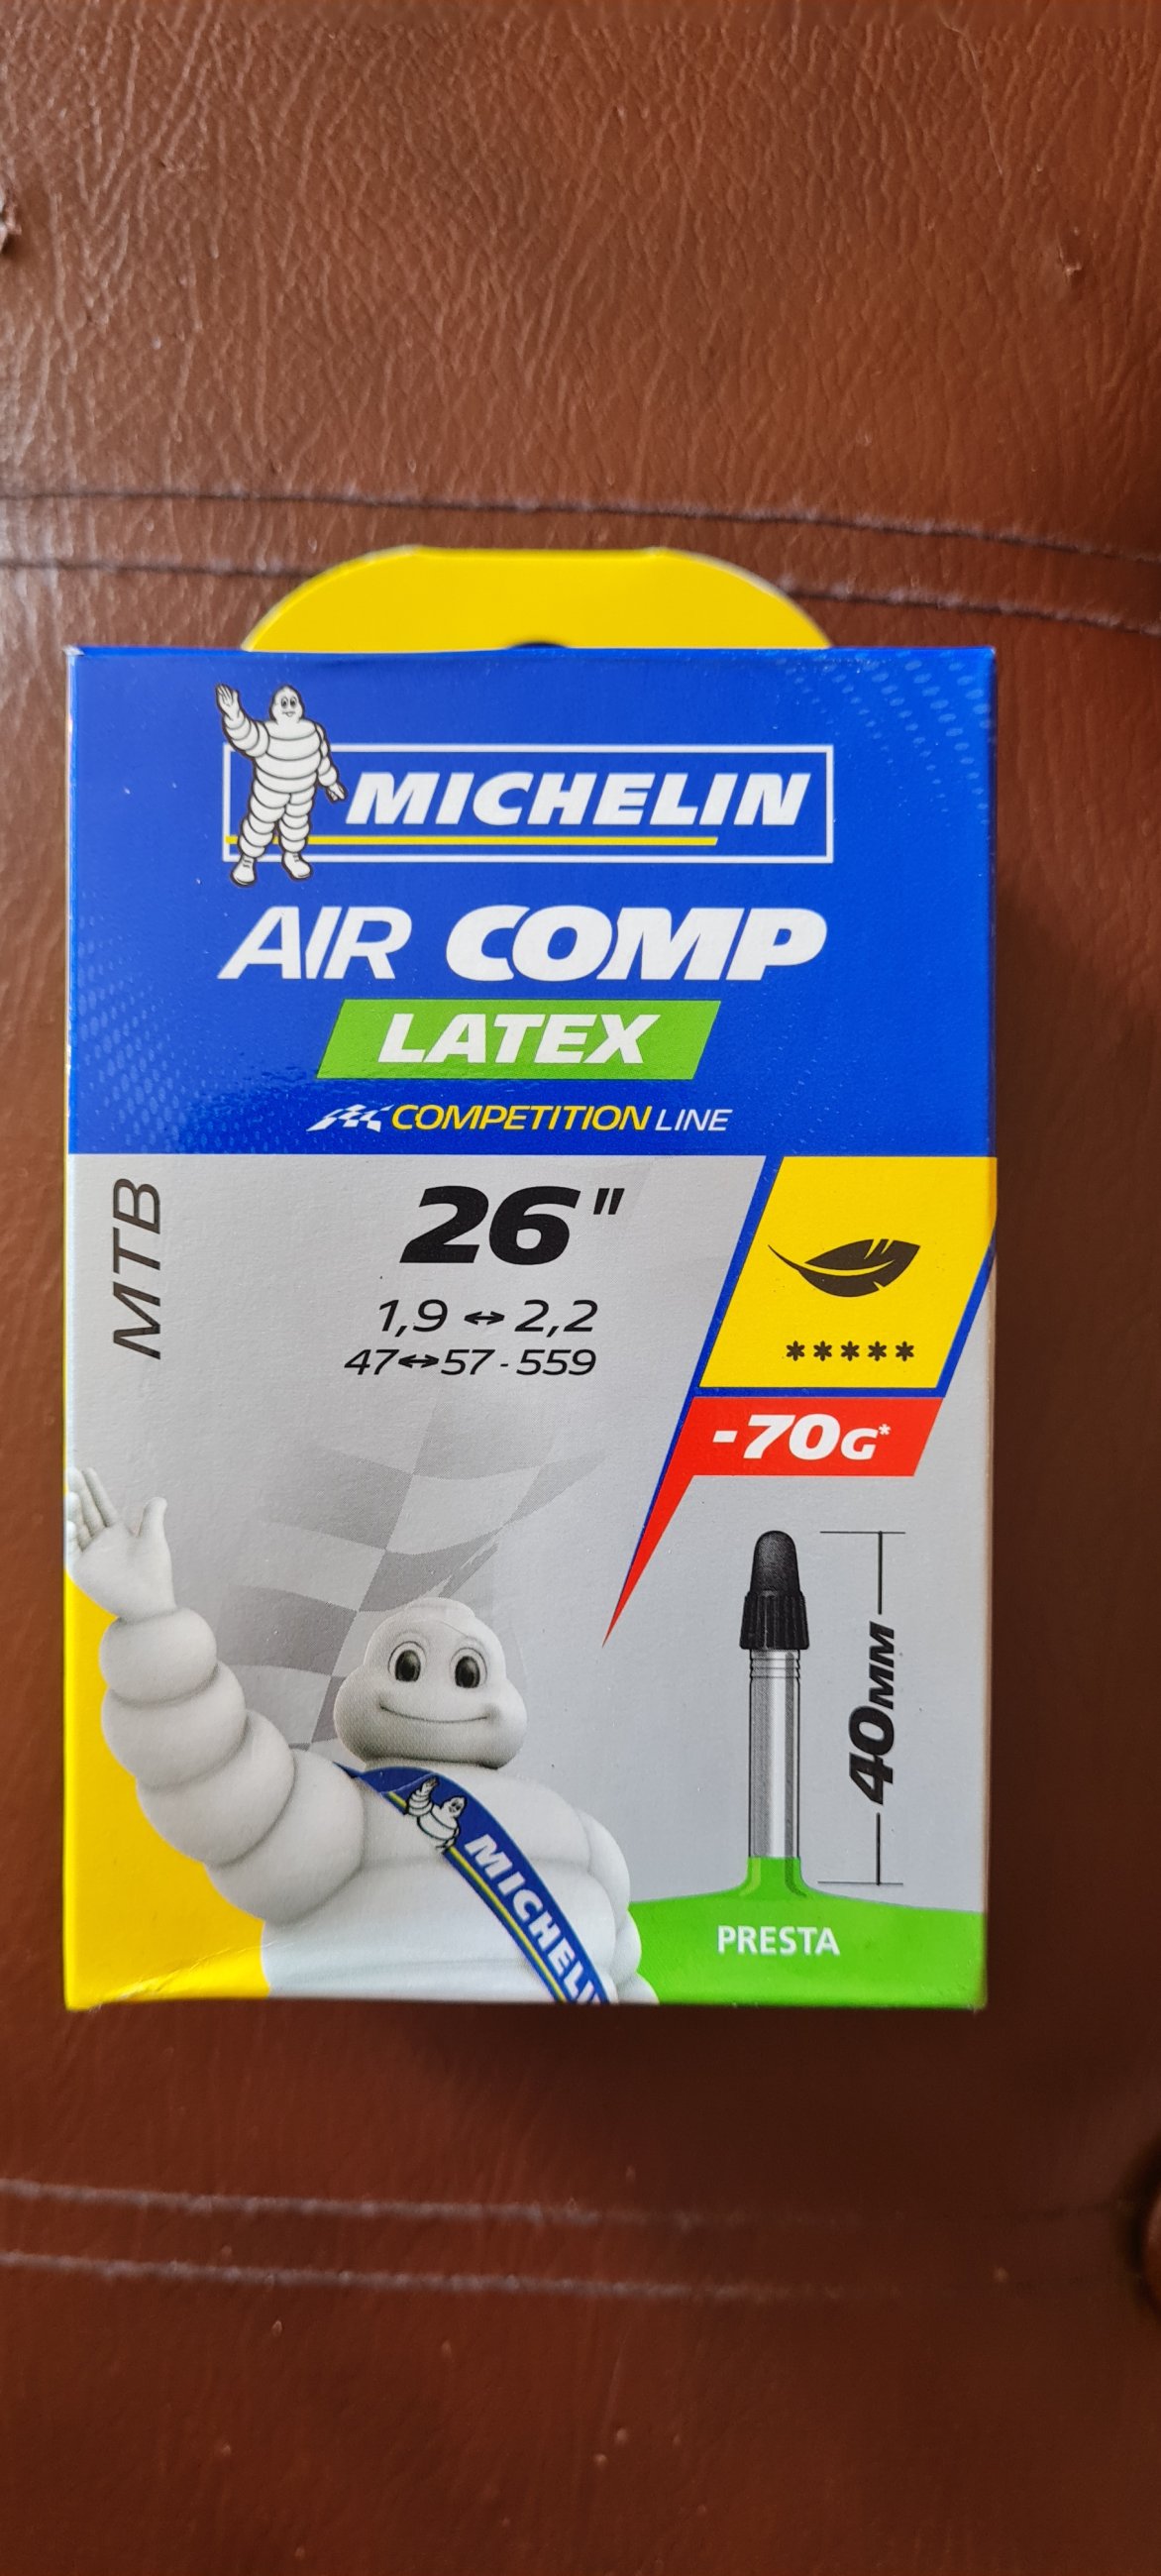 MICHELIN
AIR COMP
LATEX
COMPETITION LINE
MTB
26"
1,9 ↔ 2,2
47↔57 - 559
*****
-70G*
40MM
MICHELIN
PRESTA